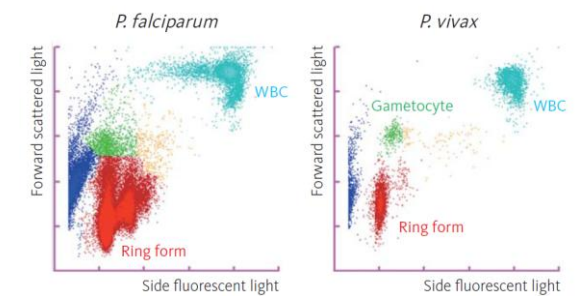 P. falciparum
Forward scattered light
WBC
Ring form
Side fluorescent light
P. vivax
Forward scattered light
Gametocyte
WBC
Ring form
Side fluorescent light